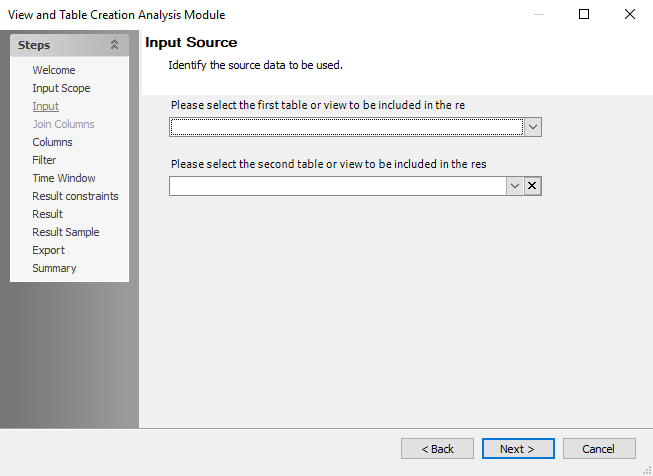 View and Table Creation Analysis Module
Steps
Welcome
Input Scope
Input
Join Columns
Columns
Filter
Time Window
Result constraints
Result
Result Sample
Export
Summary
Input Source
Identify the source data to be used.
Please select the first table or view to be included in the re
Please select the second table or view to be included in the res
< Back
Next >
Cancel